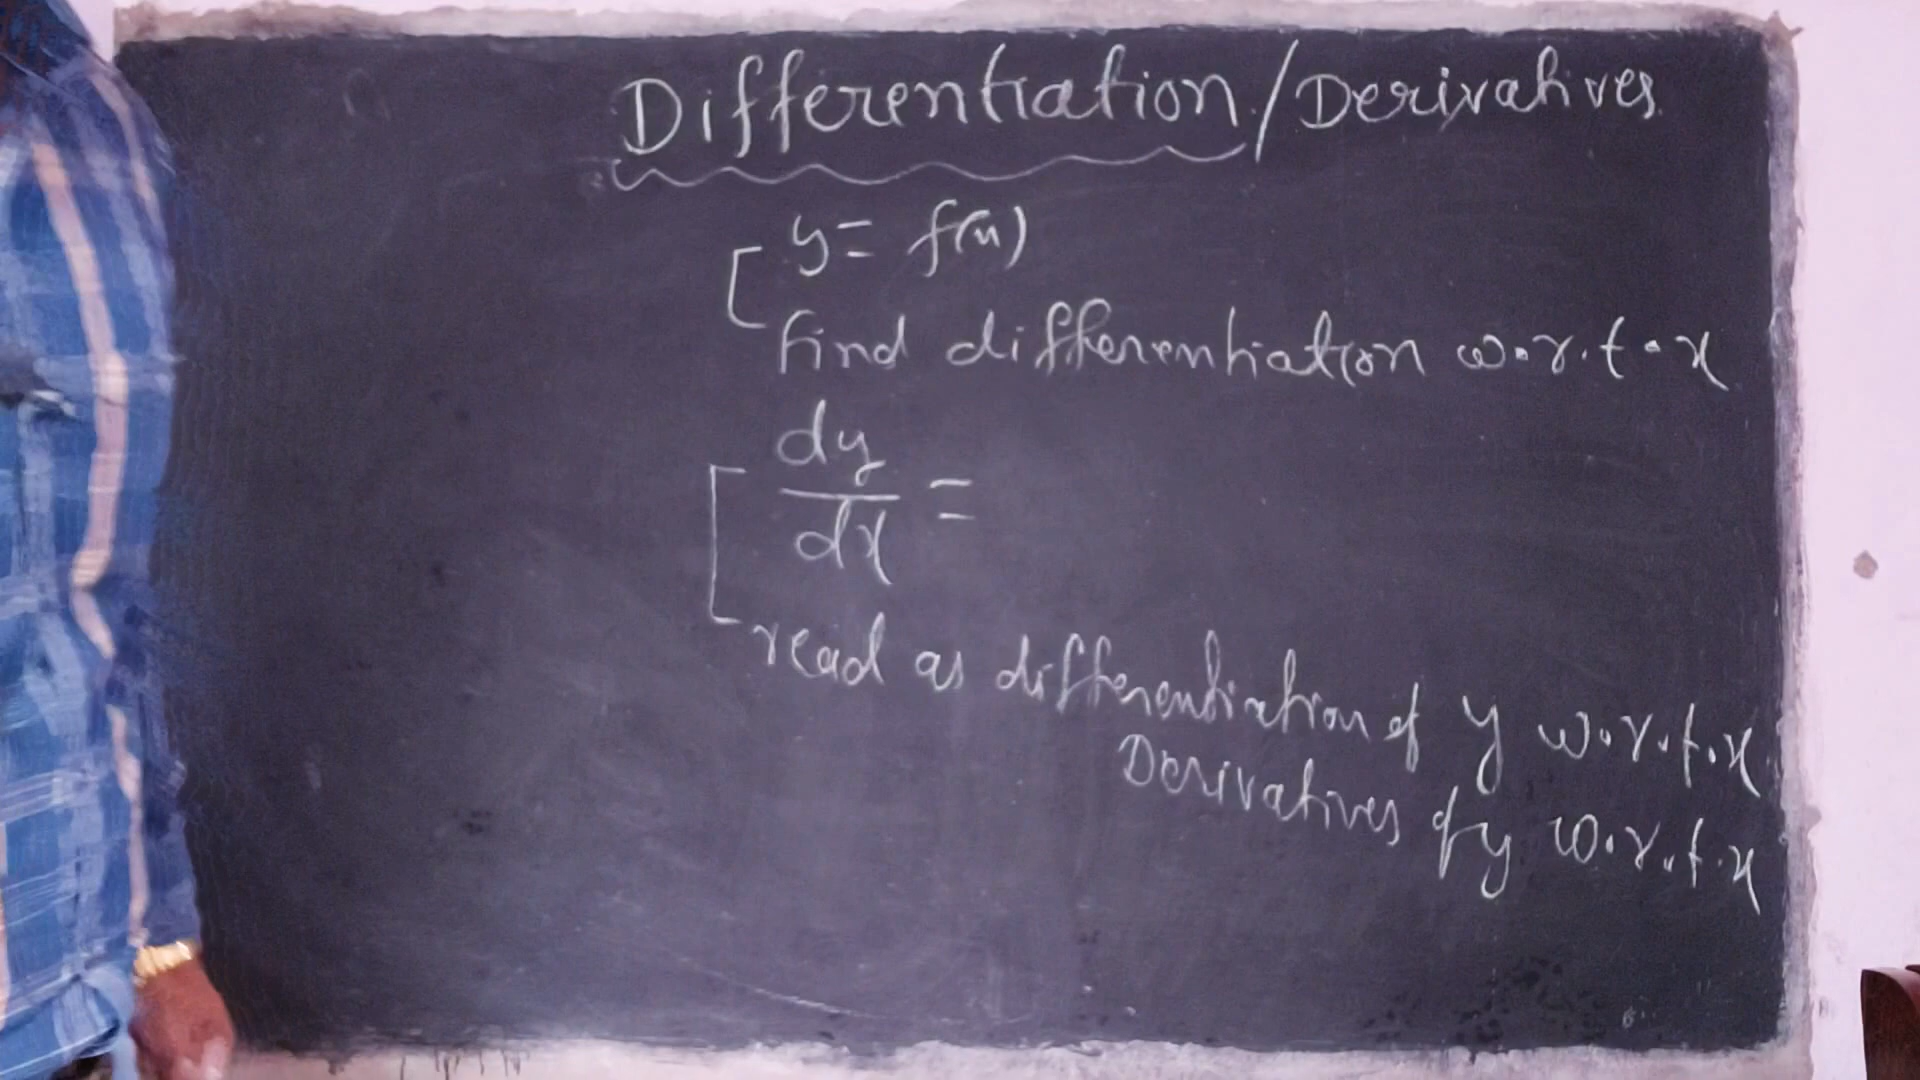 Differentiation/Derivatives
y = f(x)
find differentiation w.r.t.x
dy
dx =
read as differentiation of y w.r.t.x
Derivatives of y w.r.t.x